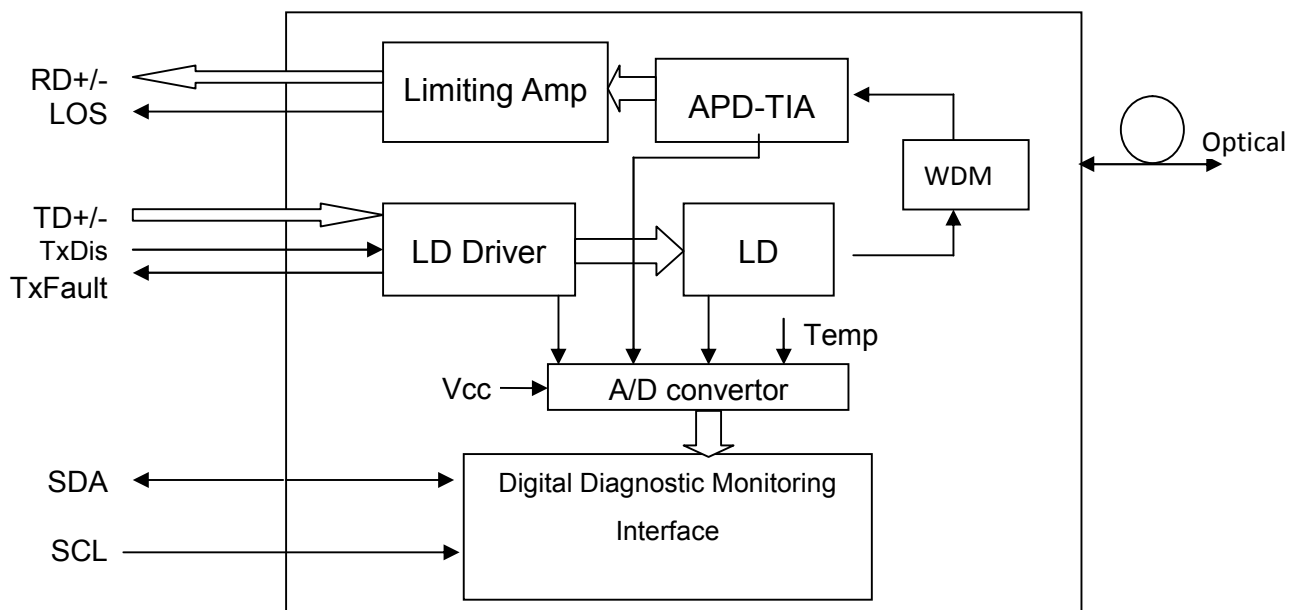 RD+/-
LOS
Limiting Amp
APD-TIA
WDM
Optical
TD+/-
TxDis
TxFault
LD Driver
LD
Temp
Vcc
A/D convertor
SDA
SCL
Digital Diagnostic Monitoring
Interface